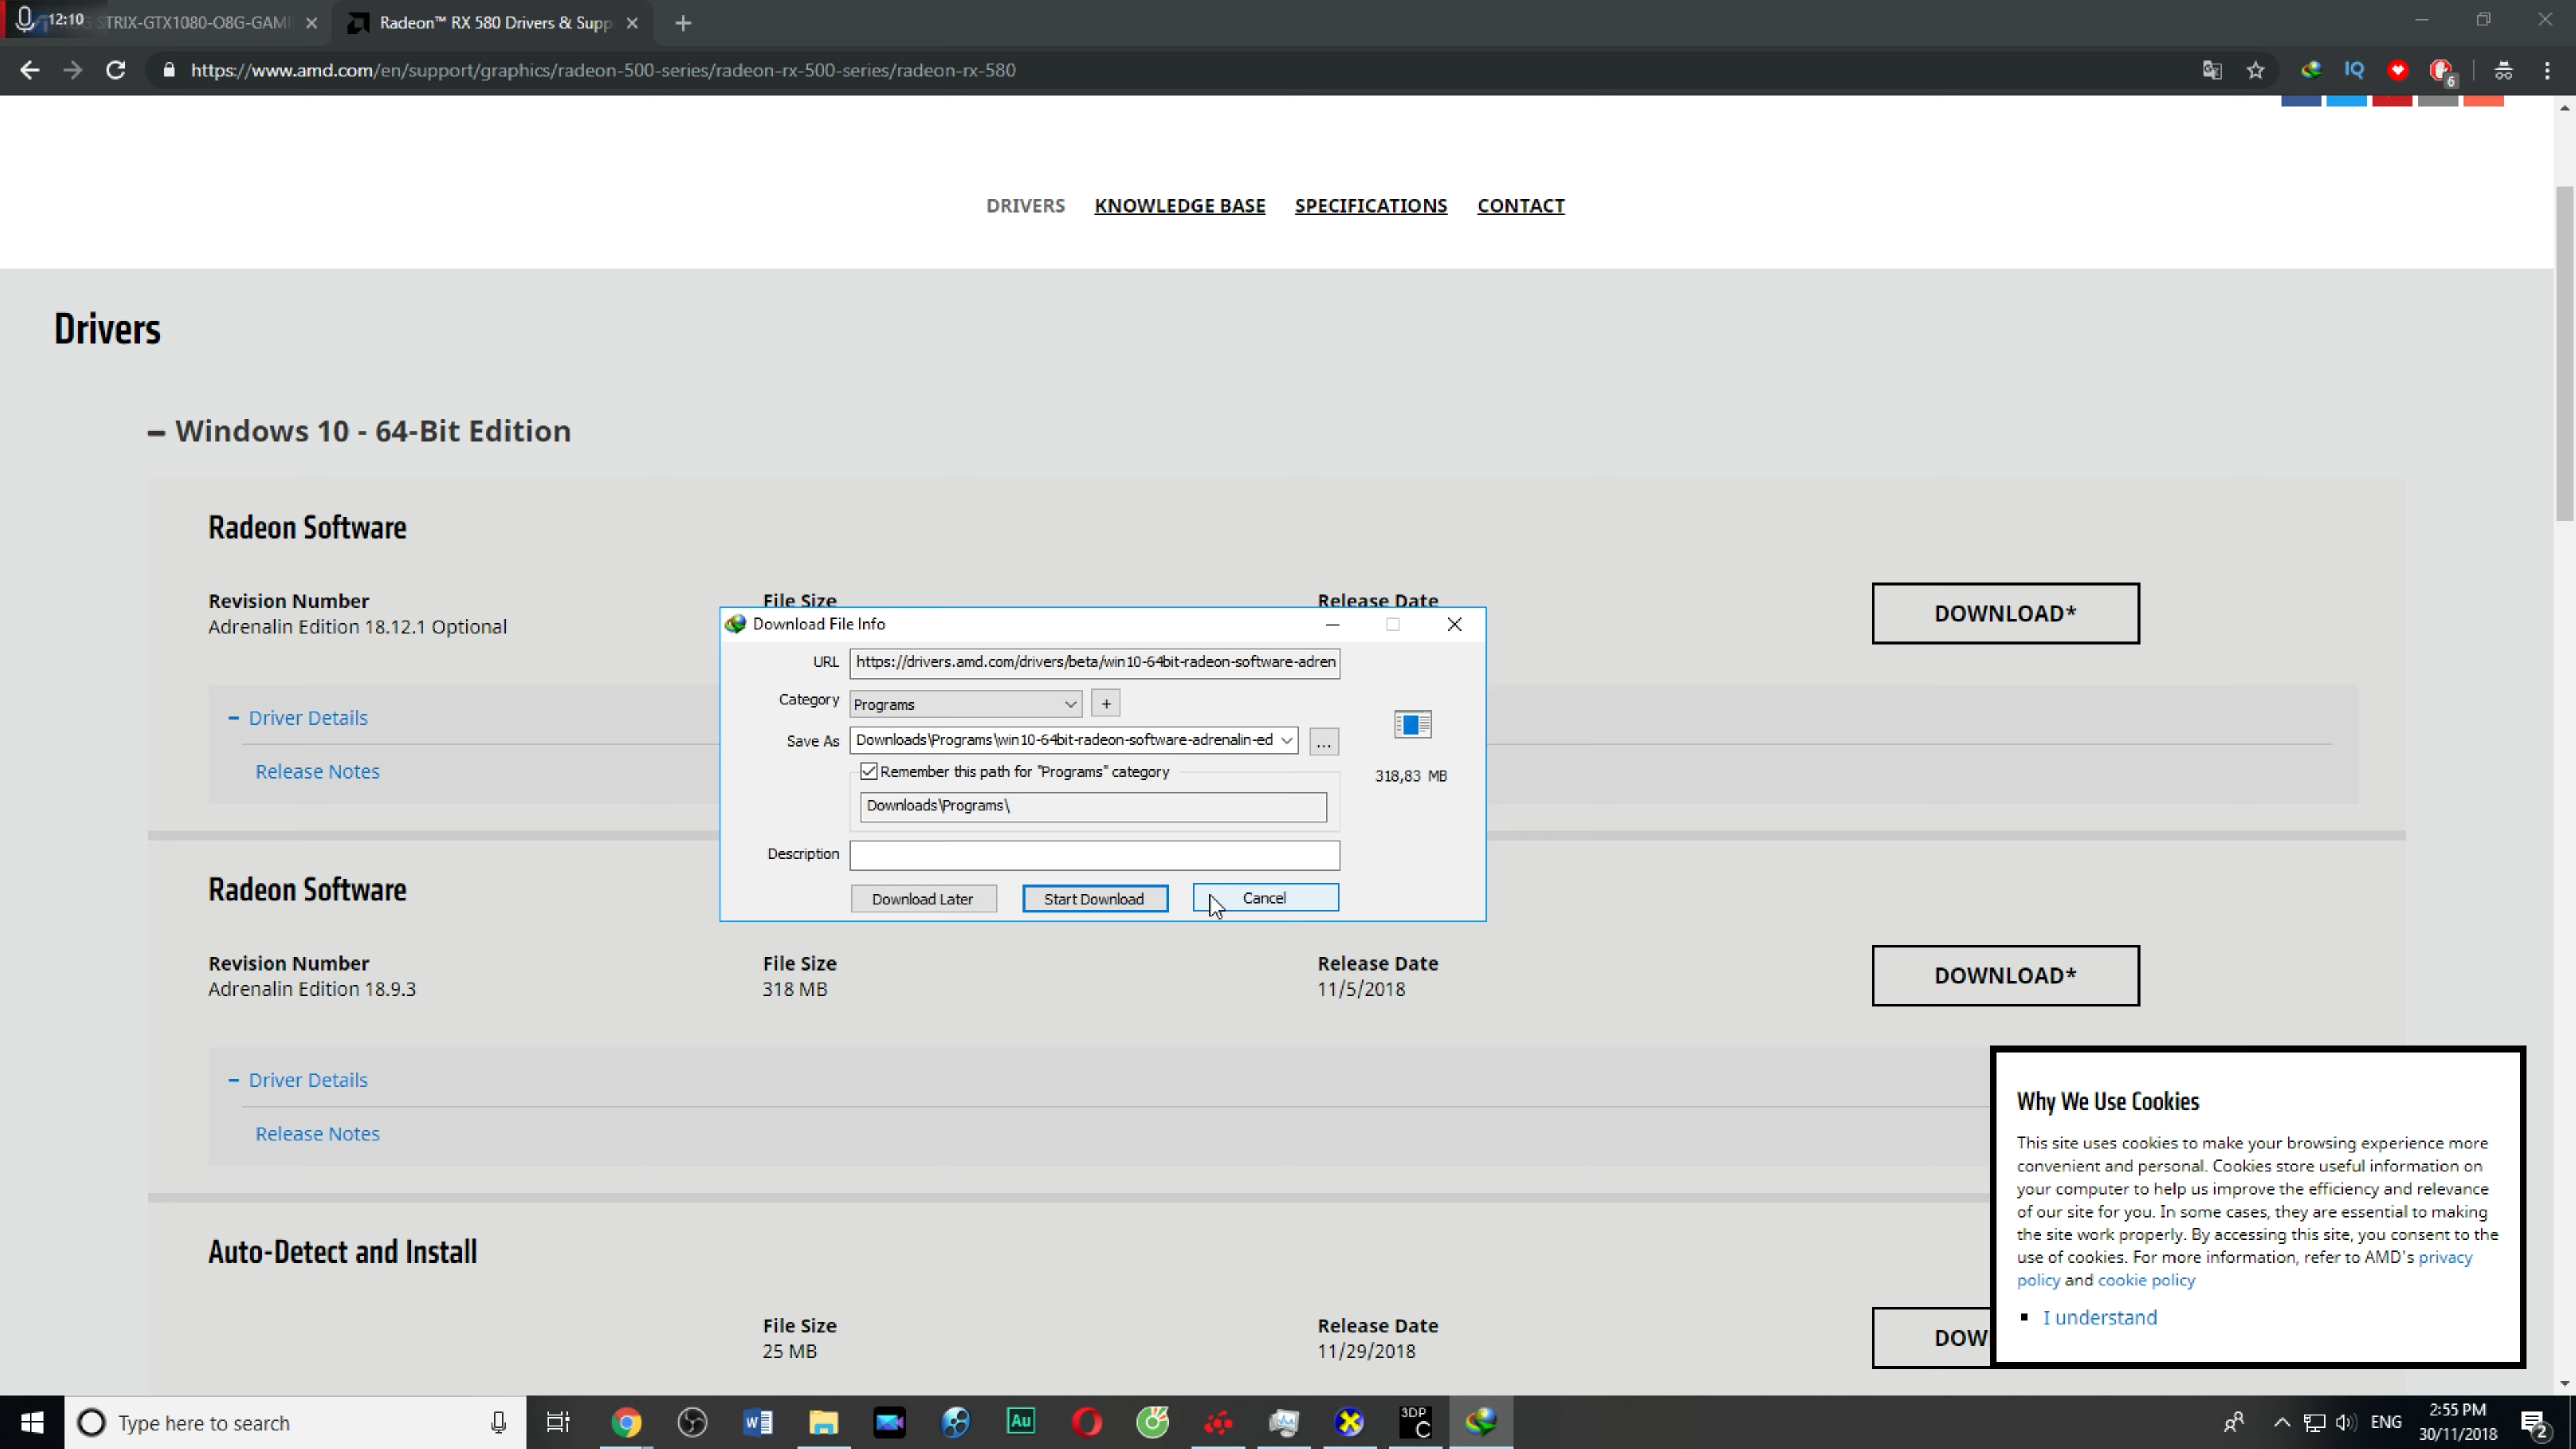 12:10
STRIX-GTX1080-O8G-GAMI
Radeon™ RX 580 Drivers & Supp
https://www.amd.com/en/support/graphics/radeon-500-series/radeon-rx-500-series/radeon-rx-580
IQ
6
DRIVERS KNOWLEDGE BASE SPECIFICATIONS CONTACT
Drivers
– Windows 10 - 64-Bit Edition
Radeon Software
Revision Number File Size Release Date
Adrenalin Edition 18.12.1 Optional
DOWNLOAD*
– Driver Details
Release Notes
Download File Info
URL https://drivers.amd.com/drivers/beta/win10-64bit-radeon-software-adren
Category Programs +
Save As Downloads\Programs\win10-64bit-radeon-software-adrenalin-ed ...
Remember this path for "Programs" category
Downloads\Programs\
318,83 MB
Description
Download Later Start Download Cancel
Radeon Software
Revision Number File Size Release Date
Adrenalin Edition 18.9.3 318 MB 11/5/2018
DOWNLOAD*
– Driver Details
Release Notes
Auto-Detect and Install
File Size Release Date
25 MB 11/29/2018
DOW
Why We Use Cookies
This site uses cookies to make your browsing experience more
convenient and personal. Cookies store useful information on
your computer to help us improve the efficiency and relevance
of our site for you. In some cases, they are essential to making
the site work properly. By accessing this site, you consent to the
use of cookies. For more information, refer to AMD's privacy
policy and cookie policy
▪ I understand
Type here to search
W
Au
3DP
C
ENG
2:55 PM
30/11/2018
2